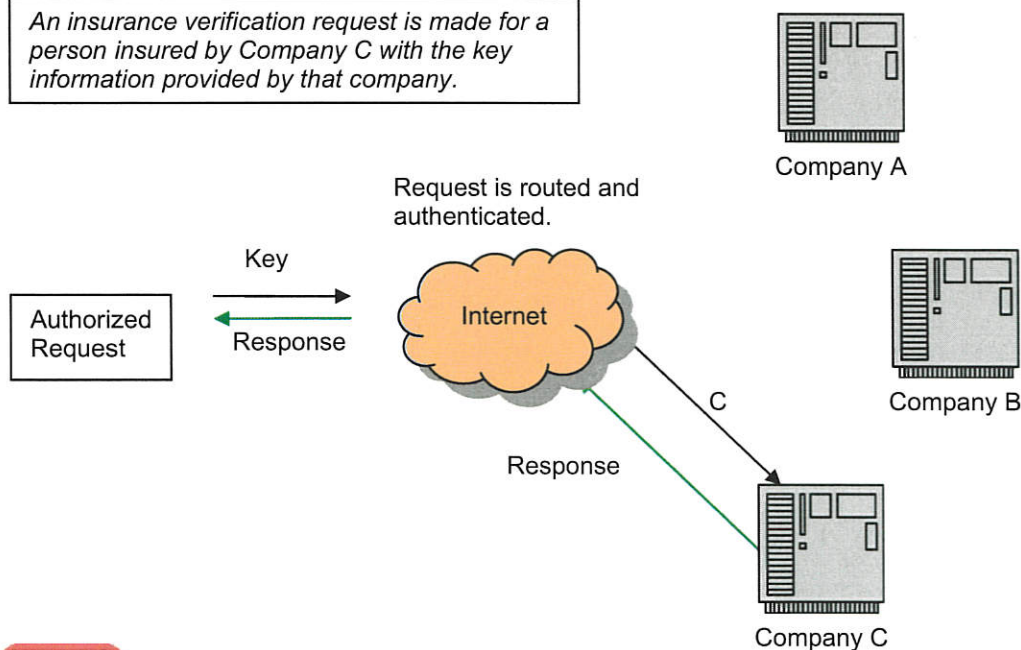 An insurance verification request is made for a
person insured by Company C with the key
information provided by that company.
Company A
Request is routed and
authenticated.
Key
Internet
Authorized
Request
Response
Company B
C
Response
Company C